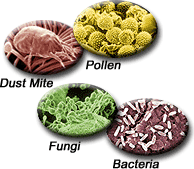 Pollen
Dust Mite
Fungi
Bacteria